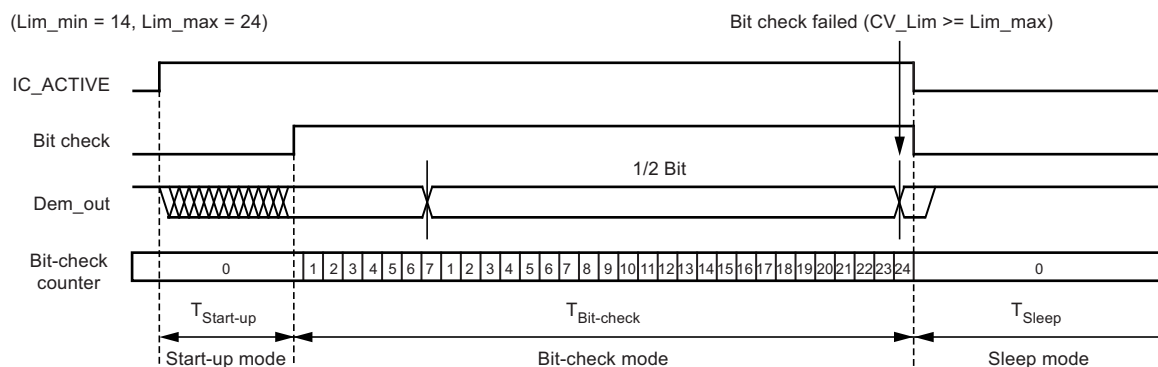 (Lim_min = 14, Lim_max = 24)
Bit check failed (CV_Lim >= Lim_max)
IC_ACTIVE
Bit check
1/2 Bit
Dem_out
Bit-check
counter
0 1 2 3 4 5 6 7 1 2 3 4 5 6 7 8 9 10 11 12 13 14 15 16 17 18 19 20 21 22 23 24 0
TStart-up TBit-check TSleep
Start-up mode Bit-check mode Sleep mode